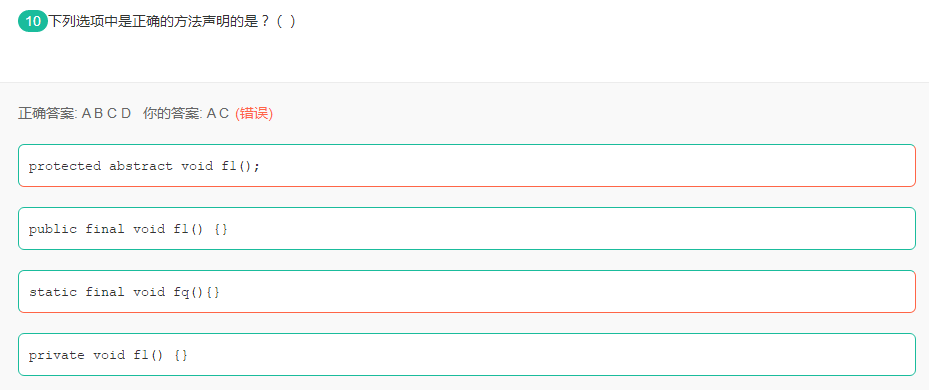 10 下列选项中是正确的方法声明的是？（ ）
正确答案: A B C D 你的答案: A C (错误)
protected abstract void f1();
public final void f1() {}
static final void fq(){}
private void f1() {}